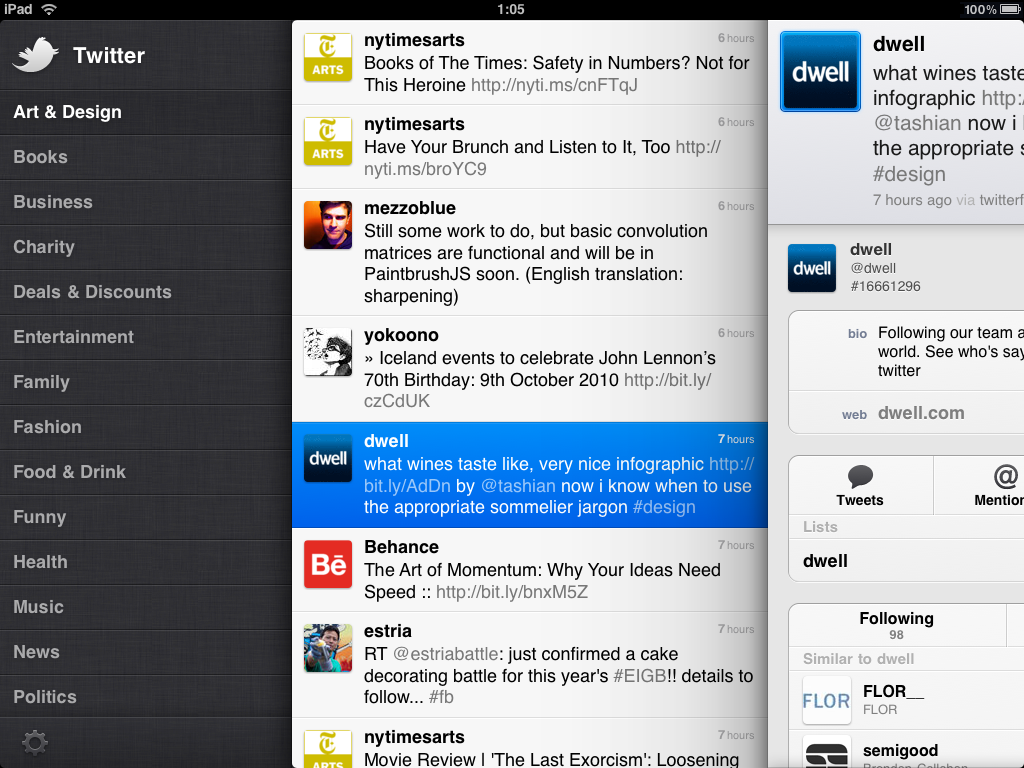 iPad 1:05 100%
Twitter
Art & Design
Books
Business
Charity
Deals & Discounts
Entertainment
Family
Fashion
Food & Drink
Funny
Health
Music
News
Politics
ARTS
nytimesarts 6 hours
Books of The Times: Safety in Numbers? Not for
This Heroine http://nyti.ms/cnFTqJ
ARTS
nytimesarts 6 hours
Have Your Brunch and Listen to It, Too http://
nyti.ms/broYC9
mezzoblue 6 hours
Still some work to do, but basic convolution
matrices are functional and will be in
PaintbrushJS soon. (English translation:
sharpening)
yokoono 6 hours
» Iceland events to celebrate John Lennon's
70th Birthday: 9th October 2010 http://bit.ly/
czCdUK
dwell
dwell 7 hours
what wines taste like, very nice infographic http://
bit.ly/AdDn by @tashian now i know when to use
the appropriate sommelier jargon #design
Bē
Behance 7 hours
The Art of Momentum: Why Your Ideas Need
Speed :: http://bit.ly/bnxM5Z
estria 7 hours
RT @estriabattle: just confirmed a cake
decorating battle for this year's #EIGB!! details to
follow... #fb
ARTS
nytimesarts 7 hours
Movie Review | 'The Last Exorcism': Loosening
dwell
dwell
what wines taste
infographic http:/
@tashian now i
the appropriate s
#design
7 hours ago via twitterf
dwell
dwell
@dwell
#16661296
bio Following our team a
world. See who's say
twitter
web dwell.com
Tweets
@
Mention
Lists
dwell
Following
98
Similar to dwell
FLOR
FLOR__
FLOR
semigood
Brendon Callahan